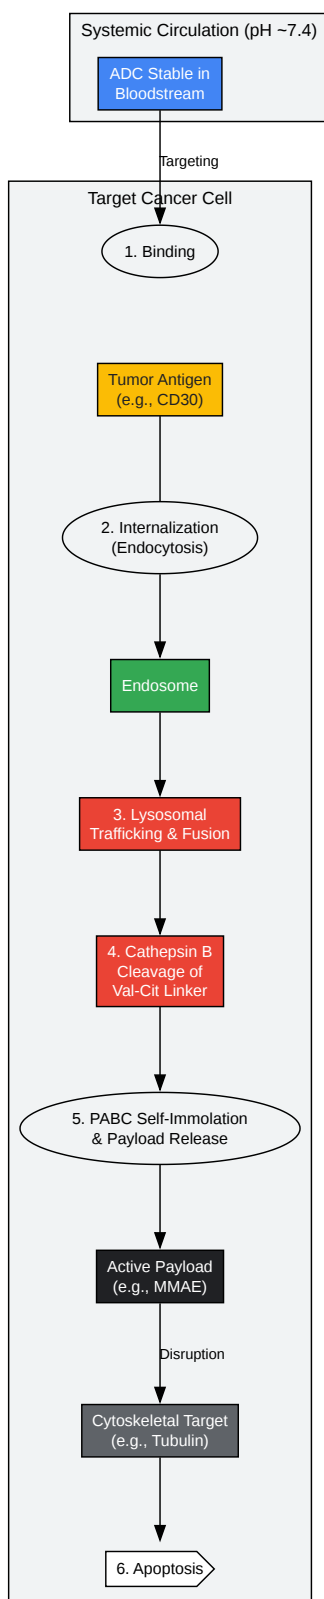 Systemic Circulation (pH ~7.4)
ADC Stable in
Bloodstream
Targeting
Target Cancer Cell
1. Binding
Tumor Antigen
(e.g., CD30)
2. Internalization
(Endocytosis)
Endosome
3. Lysosomal
Trafficking & Fusion
4. Cathepsin B
Cleavage of
Val-Cit Linker
5. PABC Self-Immolation
& Payload Release
Active Payload
(e.g., MMAE)
Disruption
Cytoskeletal Target
(e.g., Tubulin)
6. Apoptosis